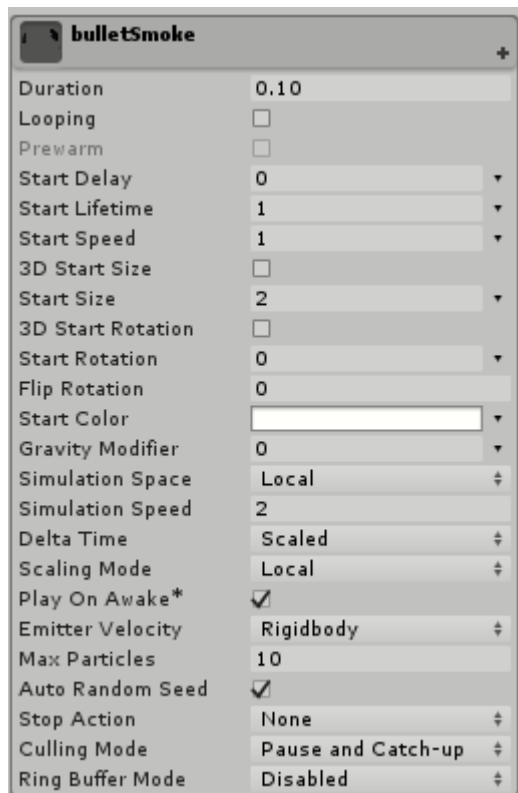 bulletSmoke
Duration 0.10
Looping
Prewarm
Start Delay 0
Start Lifetime 1
Start Speed 1
3D Start Size
Start Size 2
3D Start Rotation
Start Rotation 0
Flip Rotation 0
Start Color
Gravity Modifier 0
Simulation Space Local
Simulation Speed 2
Delta Time Scaled
Scaling Mode Local
Play On Awake*
Emitter Velocity Rigidbody
Max Particles 10
Auto Random Seed
Stop Action None
Culling Mode Pause and Catch-up
Ring Buffer Mode Disabled